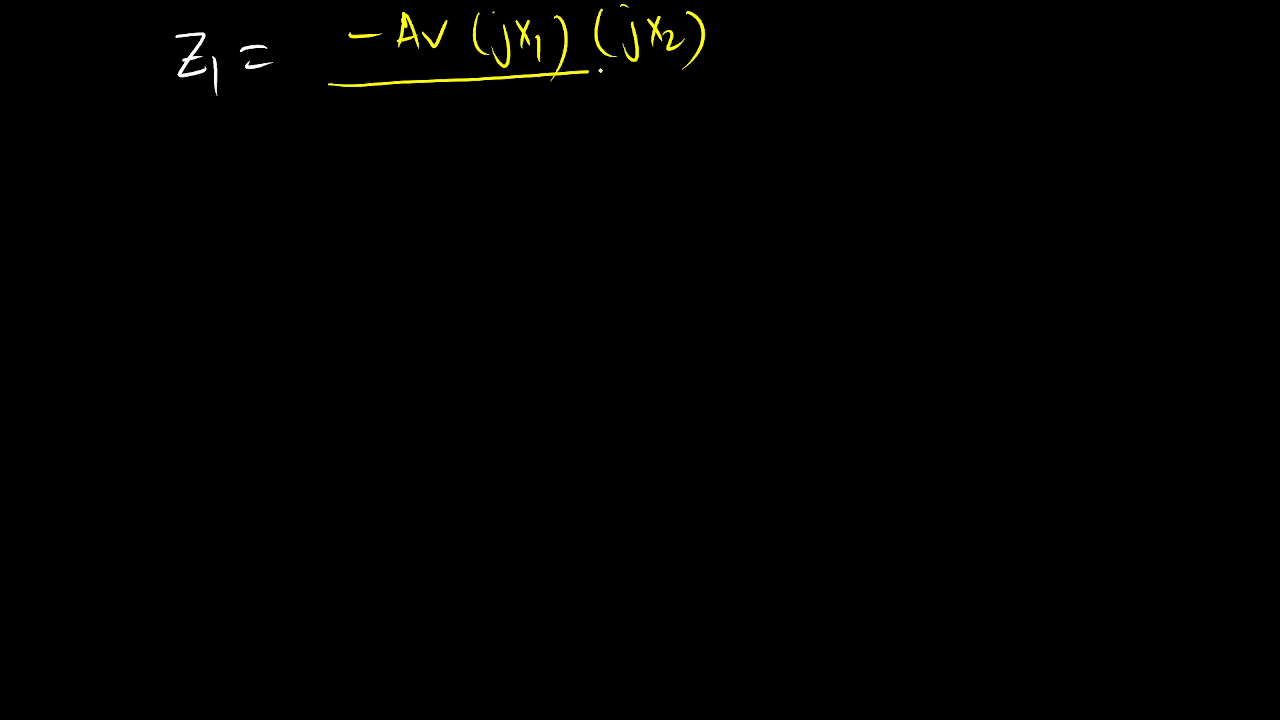 Z₁ = -Av (jx₁) (jx₂)